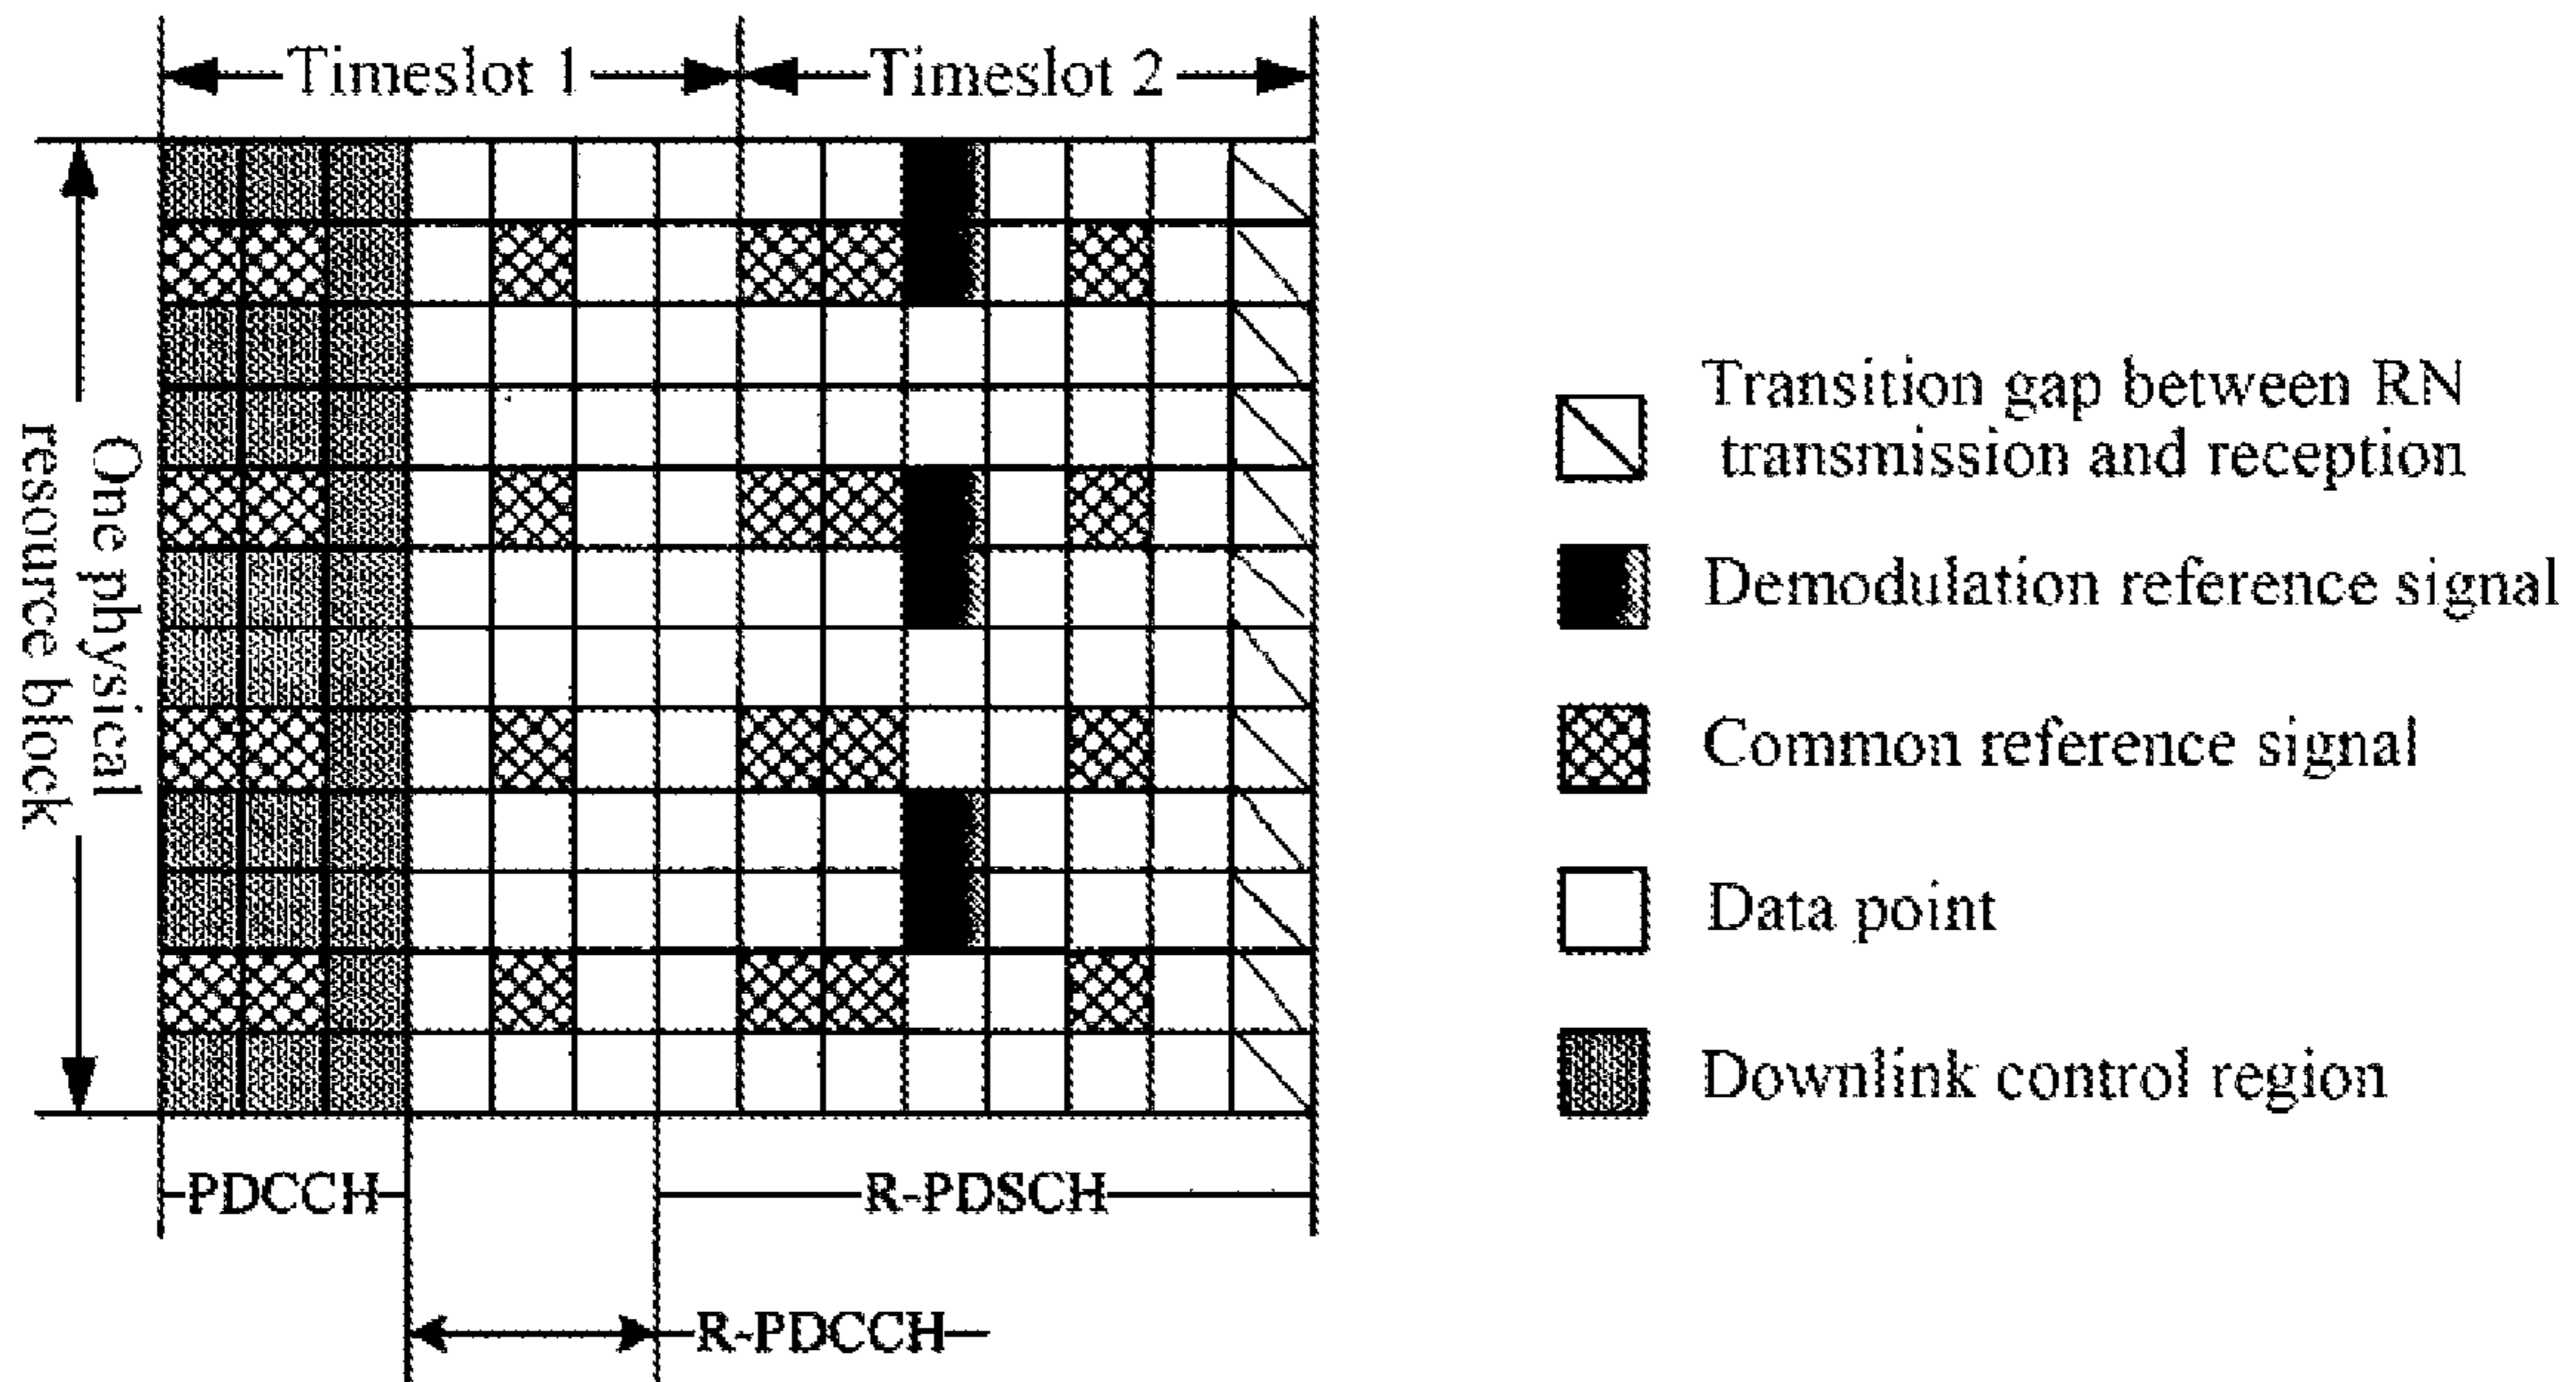 Timeslot 1
Timeslot 2
One physical
resource block
Transition gap between RN
transmission and reception
Demodulation reference signal
Common reference signal
Data point
Downlink control region
PDCCH
R-PDSCH
R-PDCCH